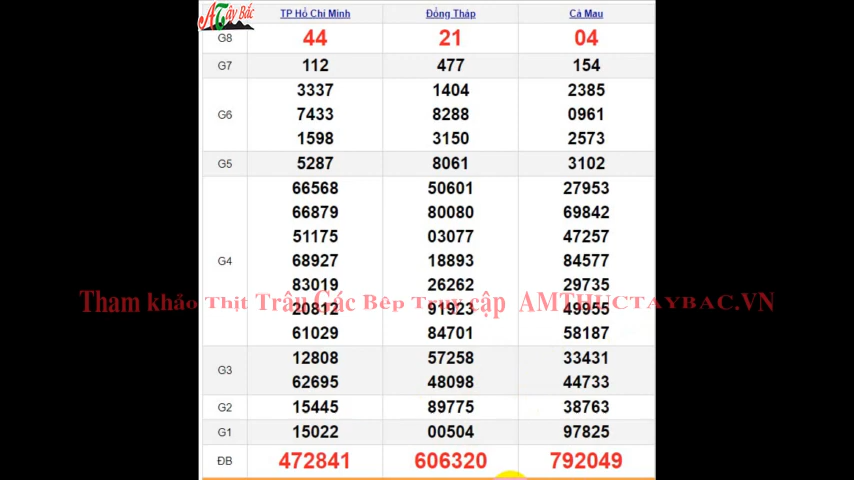 Tây Bắc
TP Hồ Chí Minh Đồng Tháp Cà Mau
G8 44 21 04
G7 112 477 154
3337 1404 2385
G6 7433 8288 0961
1598 3150 2573
G5 5287 8061 3102
66568 50601 27953
66879 80080 69842
51175 03077 47257
G4 68927 18893 84577
83019 26262 29735
Tham khảo Thịt Trâu Gác Bếp Truy cập AMTHUCTAYBAC.VN
20812 91923 49955
61029 84701 58187
G3 12808 57258 33431
62695 48098 44733
G2 15445 89775 38763
G1 15022 00504 97825
ĐB 472841 606320 792049